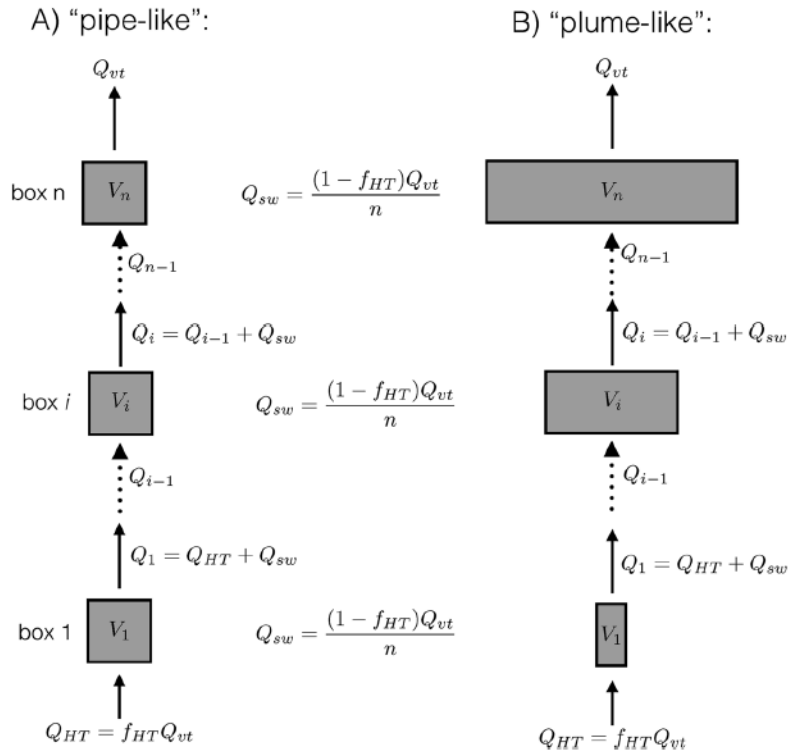 A) “pipe-like”:
B) “plume-like”:
Q_{vt}
Q_{vt}
box n
V_n
Q_{sw} = \frac{(1 - f_{HT})Q_{vt}}{n}
V_n
Q_{n-1}
Q_{n-1}
Q_i = Q_{i-1} + Q_{sw}
Q_i = Q_{i-1} + Q_{sw}
box i
V_i
Q_{sw} = \frac{(1 - f_{HT})Q_{vt}}{n}
V_i
Q_{i-1}
Q_{i-1}
Q_1 = Q_{HT} + Q_{sw}
Q_1 = Q_{HT} + Q_{sw}
box 1
V_1
Q_{sw} = \frac{(1 - f_{HT})Q_{vt}}{n}
V_1
Q_{HT} = f_{HT}Q_{vt}
Q_{HT} = f_{HT}Q_{vt}